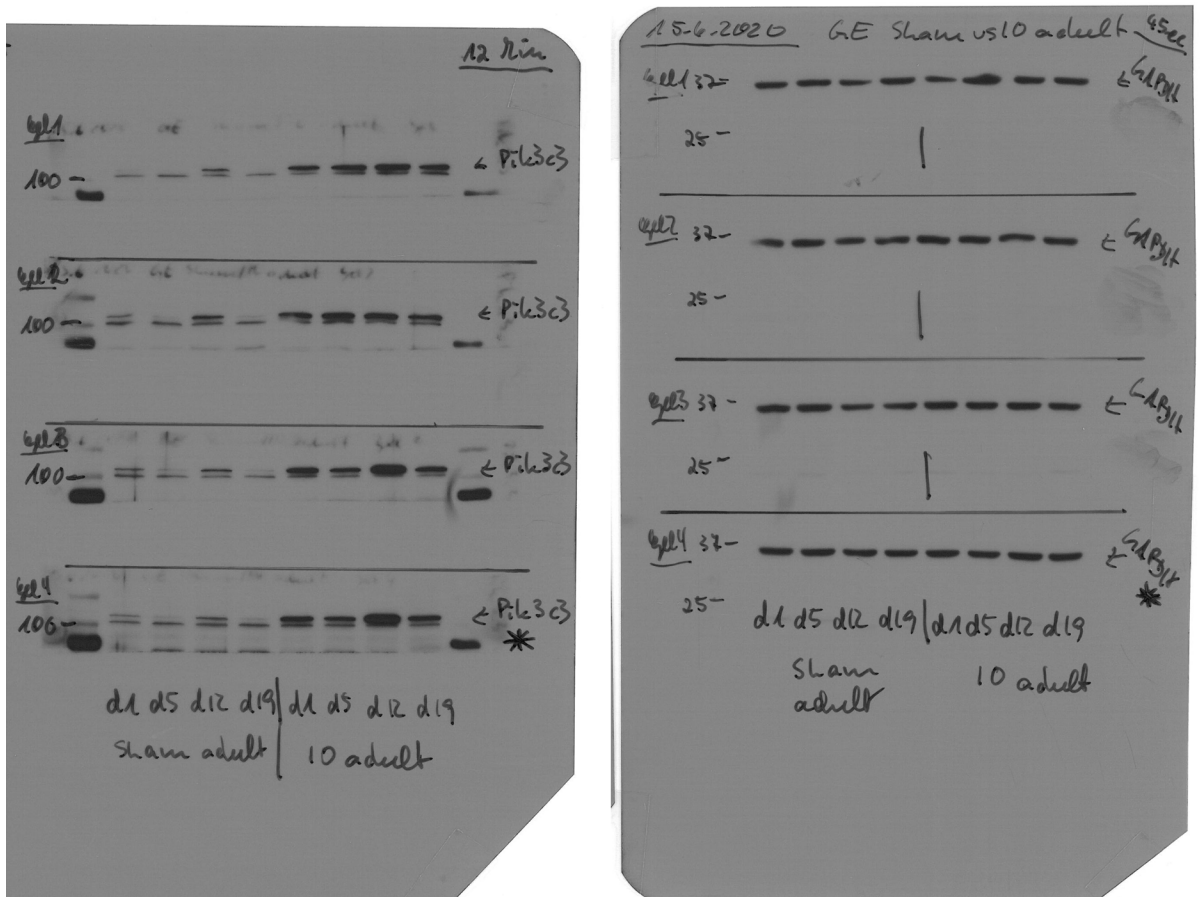 12 Min
Gel1
100 -
← Pik3c3
Gel2
100 -
← Pik3c3
Gel3
100 -
← Pik3c3
Gel4
100 -
← Pik3c3
*
d1 d5 d12 d19 | d1 d5 d12 d19
Sham adult | IO adult
15-6-2020 GE Sham vs IO adult 45sec
Gel1 37 -
← GAPDH
25 -
Gel2 37 -
← GAPDH
25 -
Gel3 37 -
← GAPDH
25 -
Gel4 37 -
← GAPDH
*
25 -
d1 d5 d12 d19 | d1 d5 d12 d19
Sham adult
IO adult